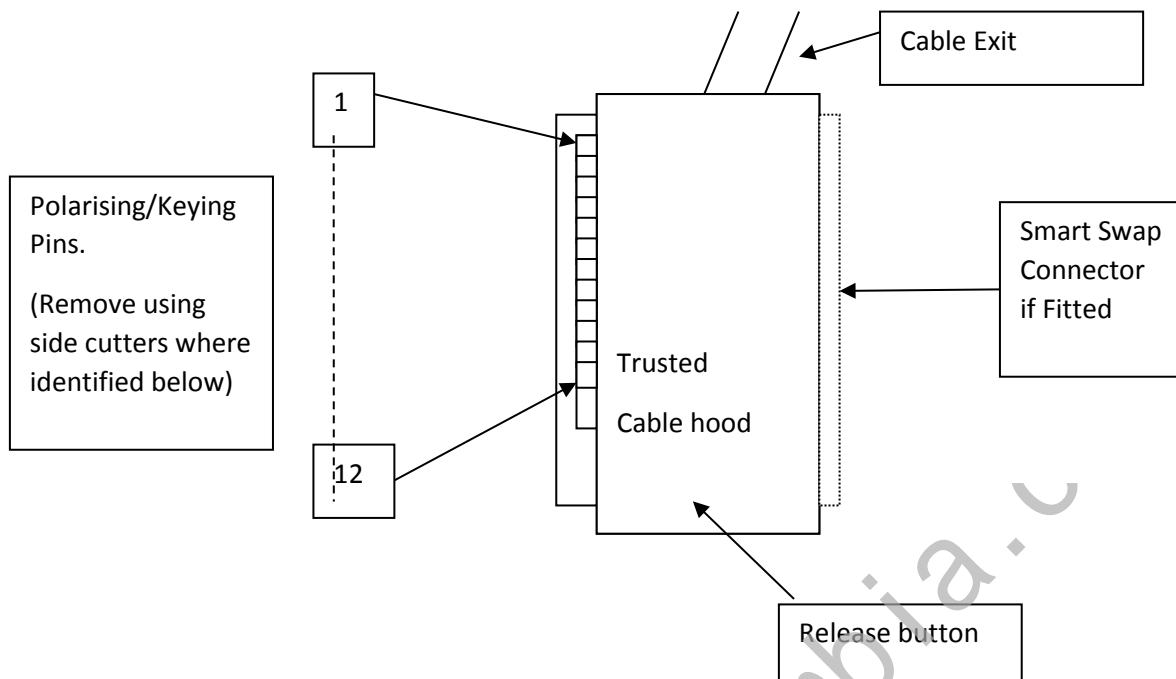 Cable Exit
1
Polarising/Keying
Pins.
(Remove using
side cutters where
identified below)
Smart Swap
Connector
if Fitted
Trusted
Cable hood
12
Release button